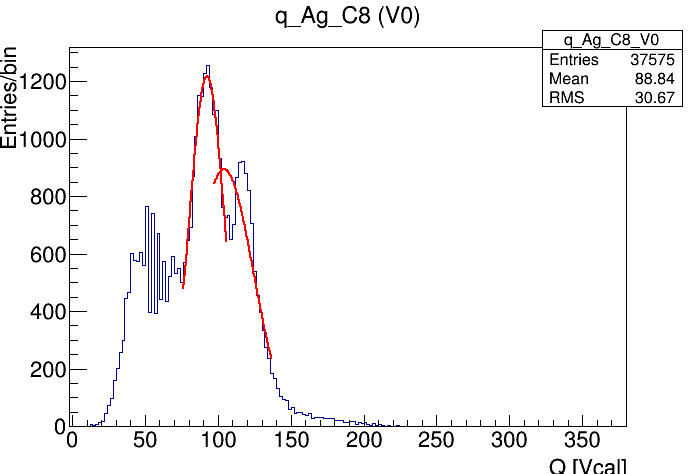 q_Ag_C8 (V0)
q_Ag_C8_V0
Entries 37575
Mean 88.84
RMS 30.67
Entries/bin
1200
1000
800
600
400
200
0
0 50 100 150 200 250 300 350
Q [Vcal]